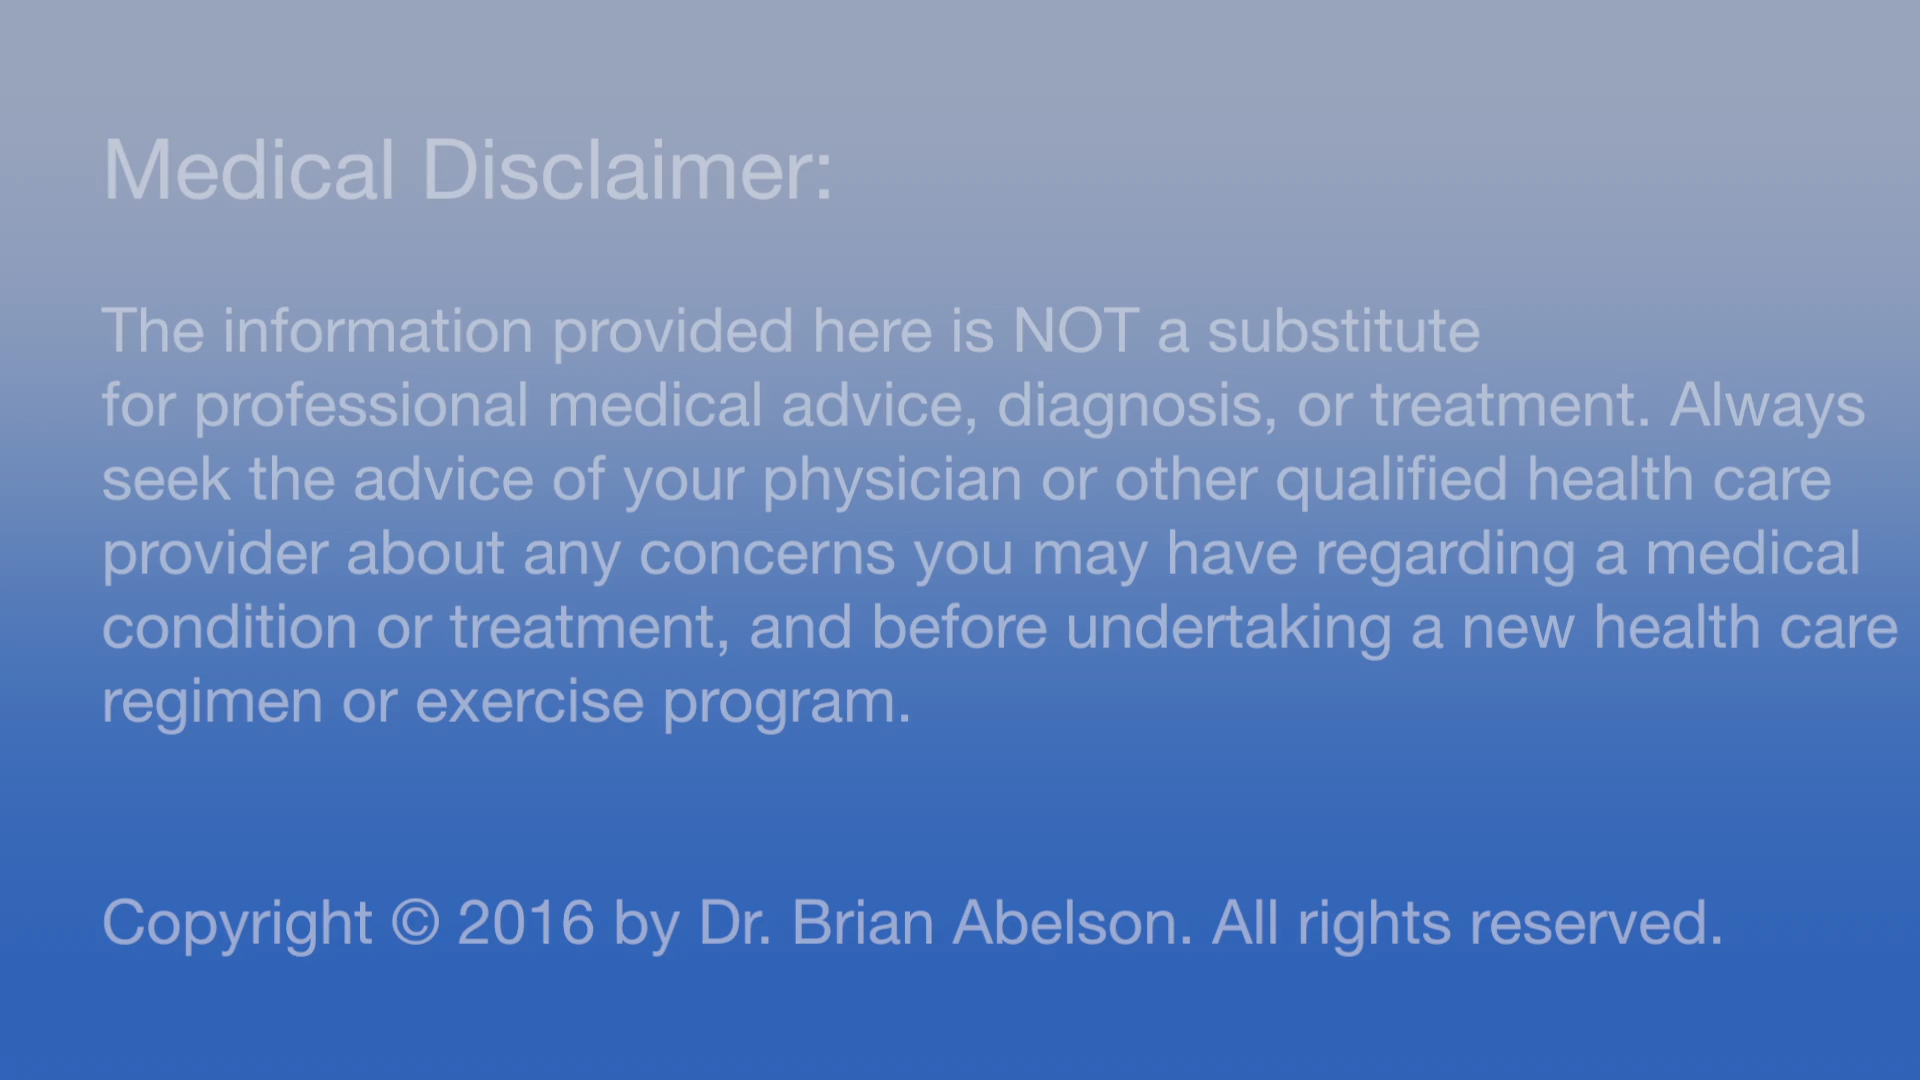 Medical Disclaimer:
The information provided here is NOT a substitute
for professional medical advice, diagnosis, or treatment. Always
seek the advice of your physician or other qualified health care
provider about any concerns you may have regarding a medical
condition or treatment, and before undertaking a new health care
regimen or exercise program.
Copyright © 2016 by Dr. Brian Abelson. All rights reserved.